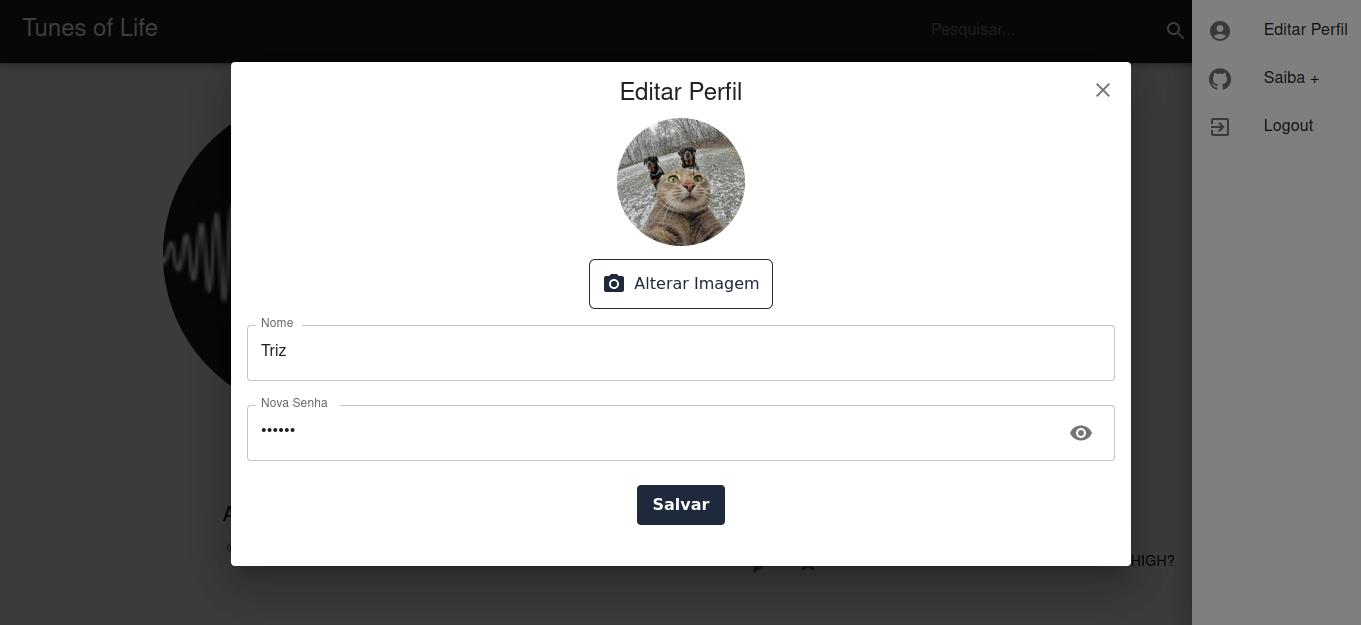 Tunes of Life
Pesquisar...
Editar Perfil
Saiba +
Logout
Editar Perfil
Alterar Imagem
Nome
Triz
Nova Senha
••••••
Salvar
HIGH?